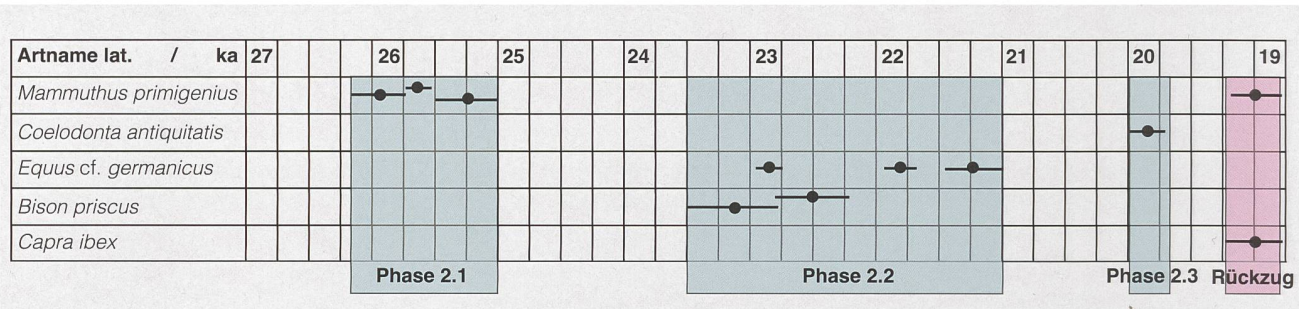 Artname lat. / ka 27 26 25 24 23 22 21 20 19
Mammuthus primigenius
Coelodonta antiquitatis
Equus cf. germanicus
Bison priscus
Capra ibex
Phase 2.1 Phase 2.2 Phase 2.3 Rückzug